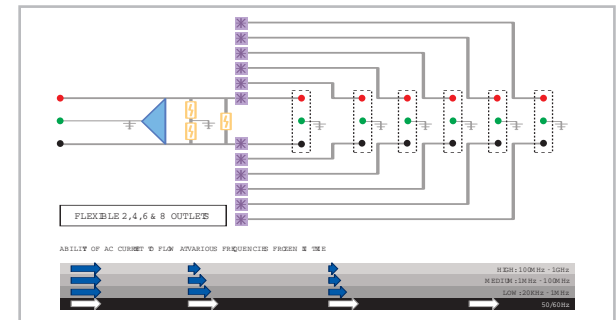 FLEXIBLE 2,4,6 & 8 OUTLETS
ABILITY OF AC CURRENT TO FLOW AT VARIOUS FREQUENCIES FROZEN IN TIME
HIGH:100MHz - 1GHz
MEDIUM:1MHz - 100MHz
LOW :20KHz - 1MHz
50/60Hz